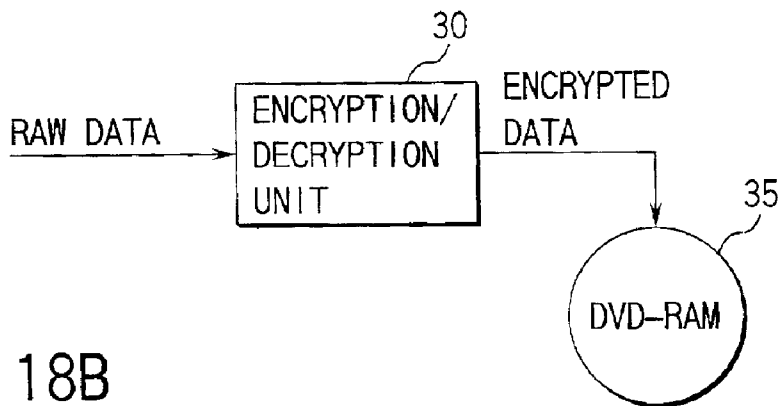 30
RAW DATA
ENCRYPTION/
DECRYPTION
UNIT
ENCRYPTED
DATA
35
DVD-RAM
18B